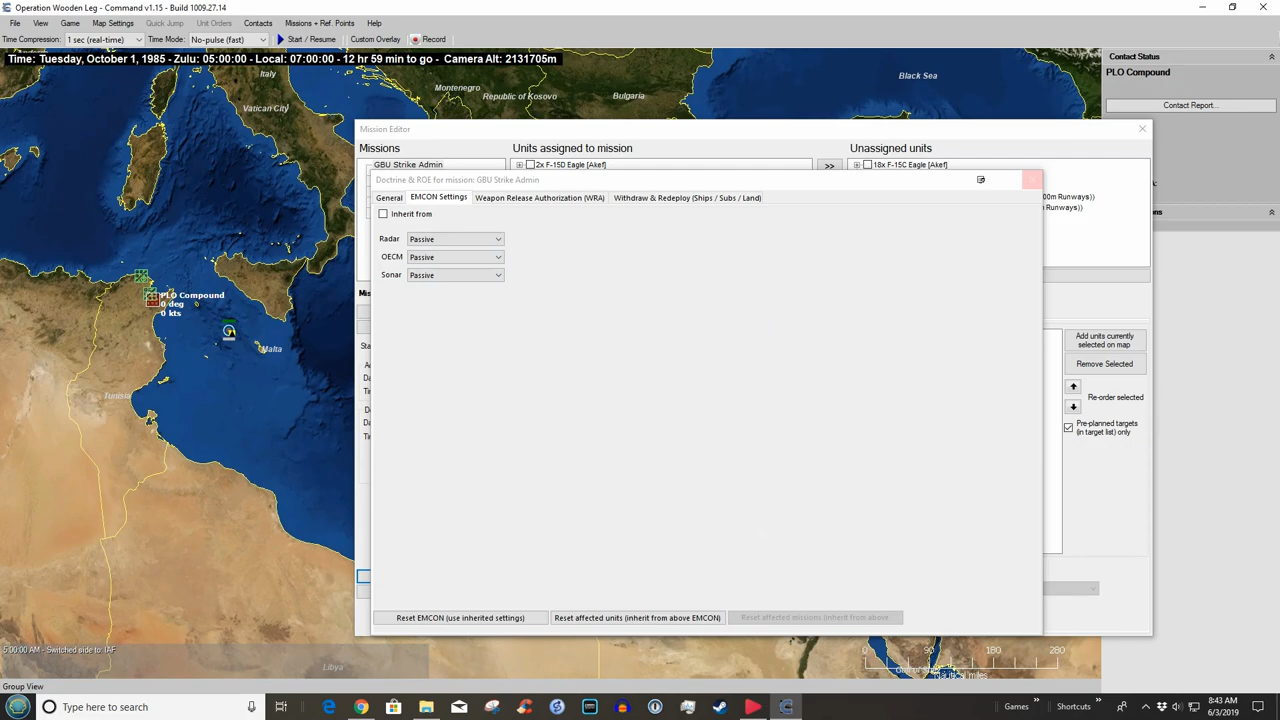 Operation Wooden Leg - Command v1.15 - Build 1009.27.14
File View Game Map Settings Quick Jump Unit Orders Contacts Missions + Ref. Points Help
Time Compression: 1 sec (real-time) Time Mode: No-pulse (fast) Start / Resume Custom Overlay Record
Time: Tuesday, October 1, 1985 - Zulu: 05:00:00 - Local: 07:00:00 - 12 hr 59 min to go - Camera Alt: 2131705m
Contact Status
PLO Compound
Contact Report...
Italy
Vatican City
Montenegro
Republic of Kosovo
Bulgaria
Black Sea
PLO Compound
0 deg
0 kts
Malta
Tunisia
Libya
Mission Editor
Missions Units assigned to mission Unassigned units
GBU Strike Admin 2x F-15D Eagle [Akef] >> 18x F-15C Eagle [Akef]
Doctrine & ROE for mission: GBU Strike Admin
General EMCON Settings Weapon Release Authorization (WRA) Withdraw & Redeploy (Ships / Subs / Land)
Inherit from
Radar Passive
OECM Passive
Sonar Passive
Add units currently
selected on map
Remove Selected
Re-order selected
Pre-planned targets
(in target list) only
Reset EMCON (use inherited settings) Reset affected units (inherit from above EMCON) Reset affected missions (inherit from above
5:00:00 AM - Switched side to: IAF
0 90 180 280
Nautical miles
Group View
Type here to search
Games Shortcuts
8:43 AM
6/3/2019